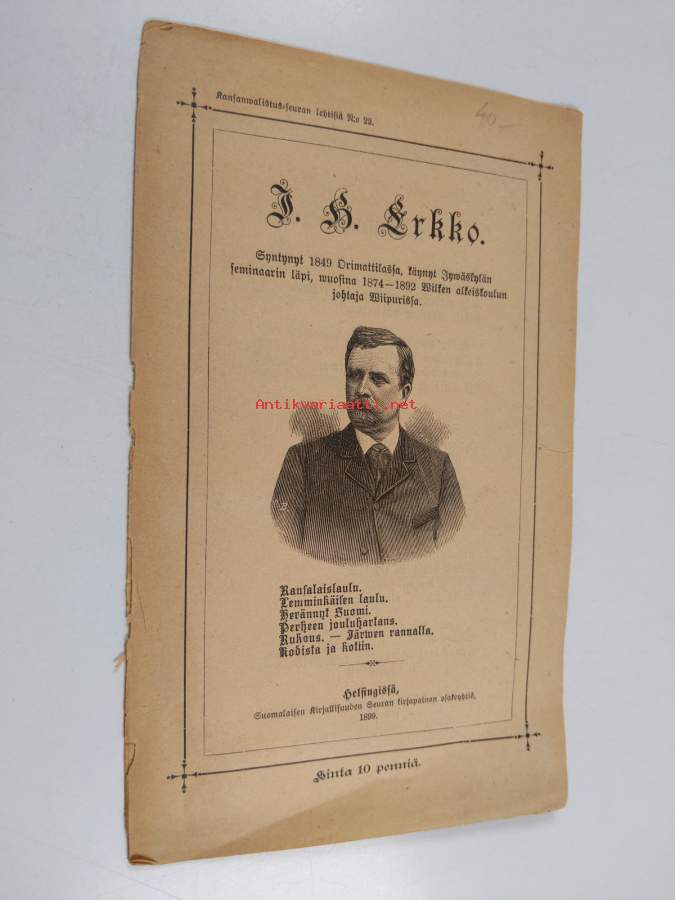 Kansanwalistus-seuran lehtisiä N:o 22.
40-
J. H. Erkko.
Syntynyt 1849 Orimattilassa, käynyt Jywäskylän
seminaarin läpi, wuosina 1874—1892 Wilken alkeiskoulun
johtaja Wiipurissa.
Antikvariaatti.net
Kansalaislaulu.
Lemminkäisen laulu.
Herännyt Suomi.
Perheen jouluhartaus.
Rukous. — Järwen rannalla.
Kodista ja kotiin.
Helsingissä,
Suomalaisen Kirjallisuuden Seuran kirjapainon osakeyhtiö,
1899.
Hinta 10 penniä.